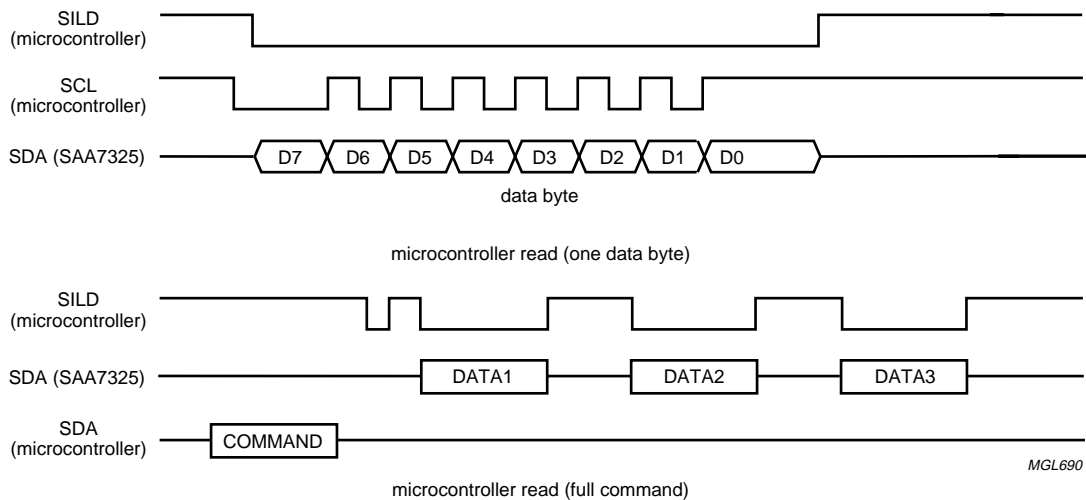 SILD
(microcontroller)
SCL
(microcontroller)
SDA (SAA7325)
D7 D6 D5 D4 D3 D2 D1 D0
data byte
microcontroller read (one data byte)
SILD
(microcontroller)
SDA (SAA7325)
DATA1 DATA2 DATA3
SDA
(microcontroller)
COMMAND
MGL690
microcontroller read (full command)